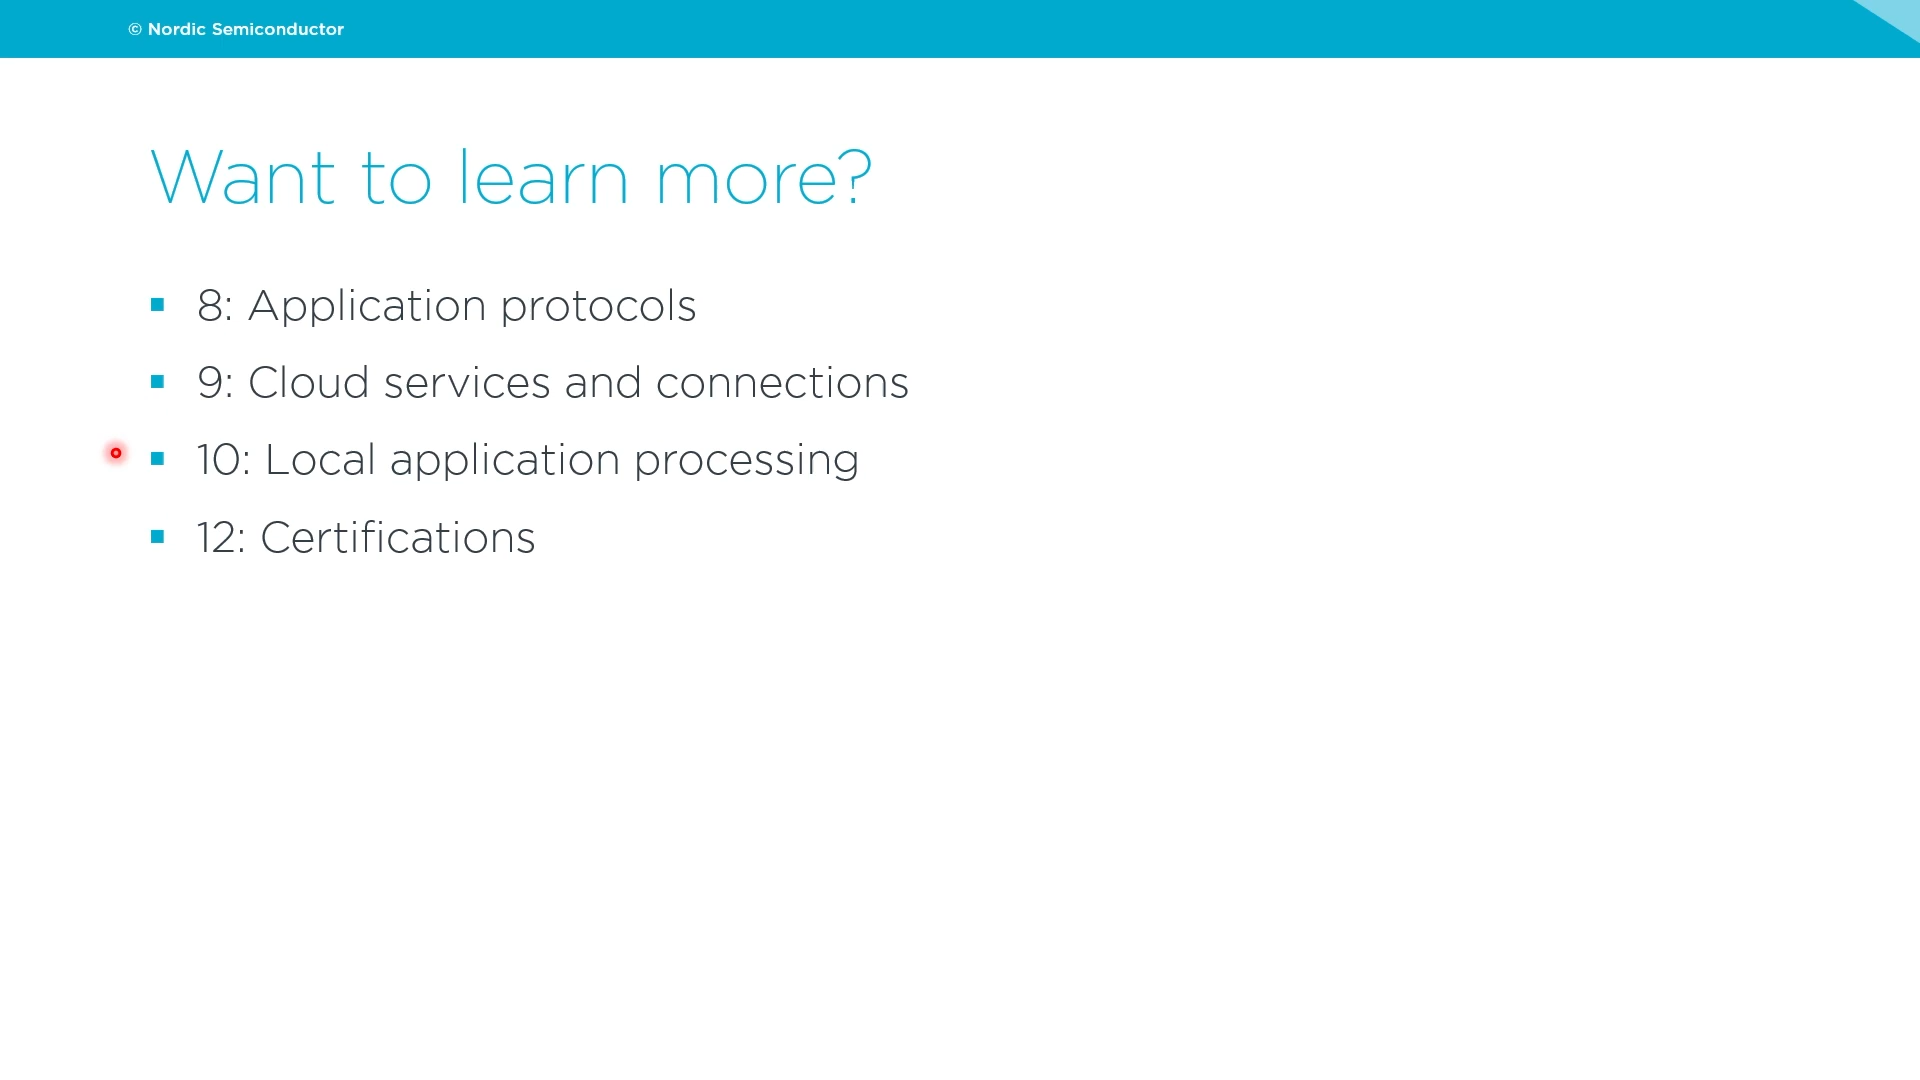 © Nordic Semiconductor
Want to learn more?
8: Application protocols
9: Cloud services and connections
10: Local application processing
12: Certifications